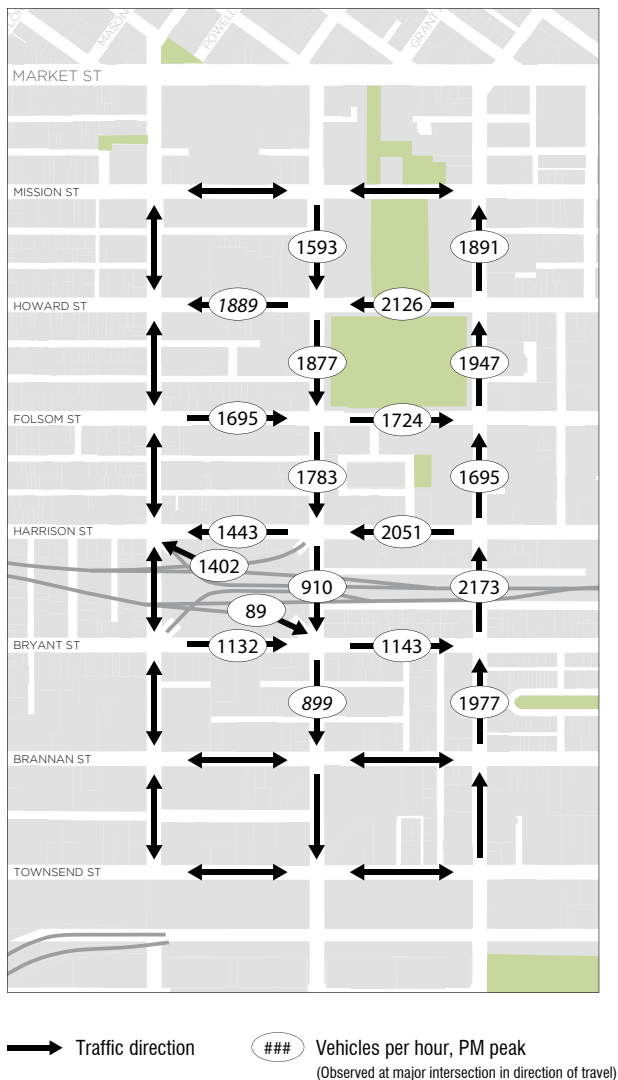 MASON
POWELL
GRANT
MARKET ST
MISSION ST
1593
1891
HOWARD ST
1889
2126
1877
1947
FOLSOM ST
1695
1724
1783
1695
HARRISON ST
1443
2051
1402
910
2173
89
BRYANT ST
1132
1143
899
1977
BRANNAN ST
TOWNSEND ST
Traffic direction
### Vehicles per hour, PM peak
(Observed at major intersection in direction of travel)